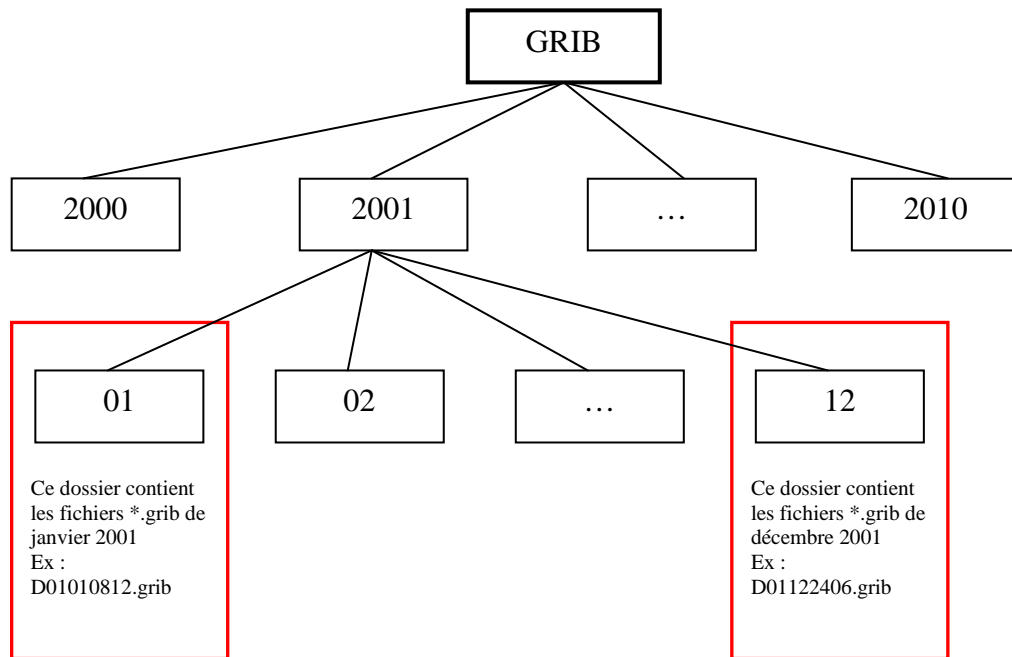 GRIB
2000
2001
…
2010
01
02
…
12
Ce dossier contient
les fichiers *.grib de
janvier 2001
Ex :
D01010812.grib
Ce dossier contient
les fichiers *.grib de
décembre 2001
Ex :
D01122406.grib